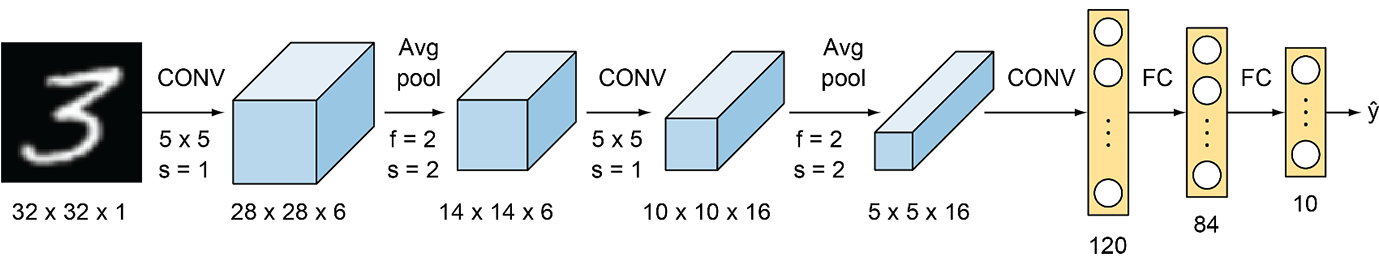 3
32 x 32 x 1
CONV
5 x 5
s = 1
28 x 28 x 6
Avg
pool
f = 2
s = 2
14 x 14 x 6
CONV
5 x 5
s = 1
10 x 10 x 16
Avg
pool
f = 2
s = 2
5 x 5 x 16
CONV
120
FC
84
FC
10
ŷ